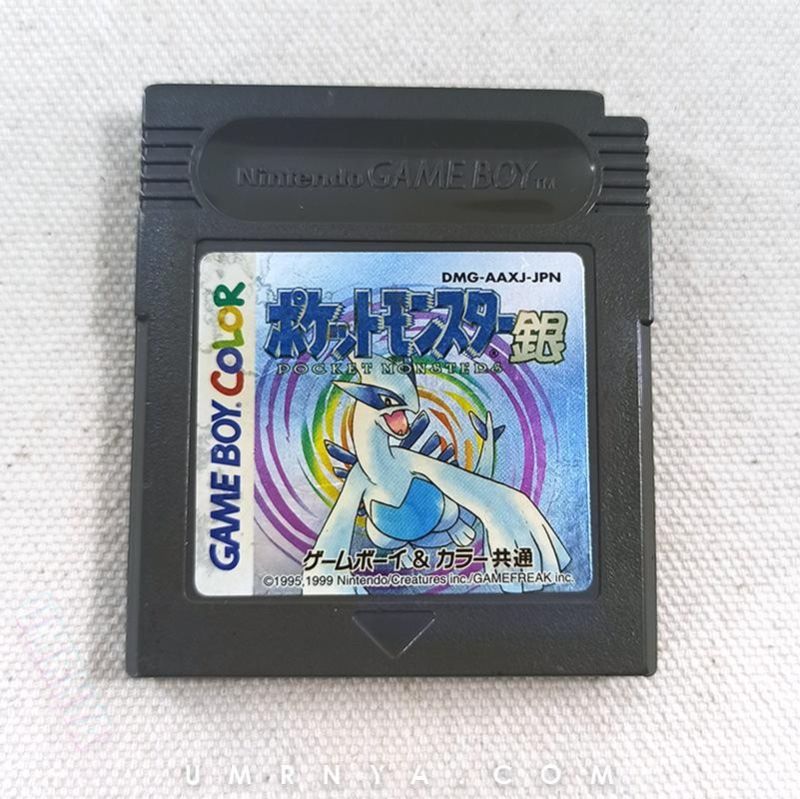 Nintendo GAME BOY TM
DMG-AAXJ-JPN
ポケットモンスター銀
POCKET MONSTERS
GAME BOY COLOR
ゲームボーイ & カラー共通
©1995,1999 Nintendo/Creatures inc./GAMEFREAK inc.
UMRNYA.COM